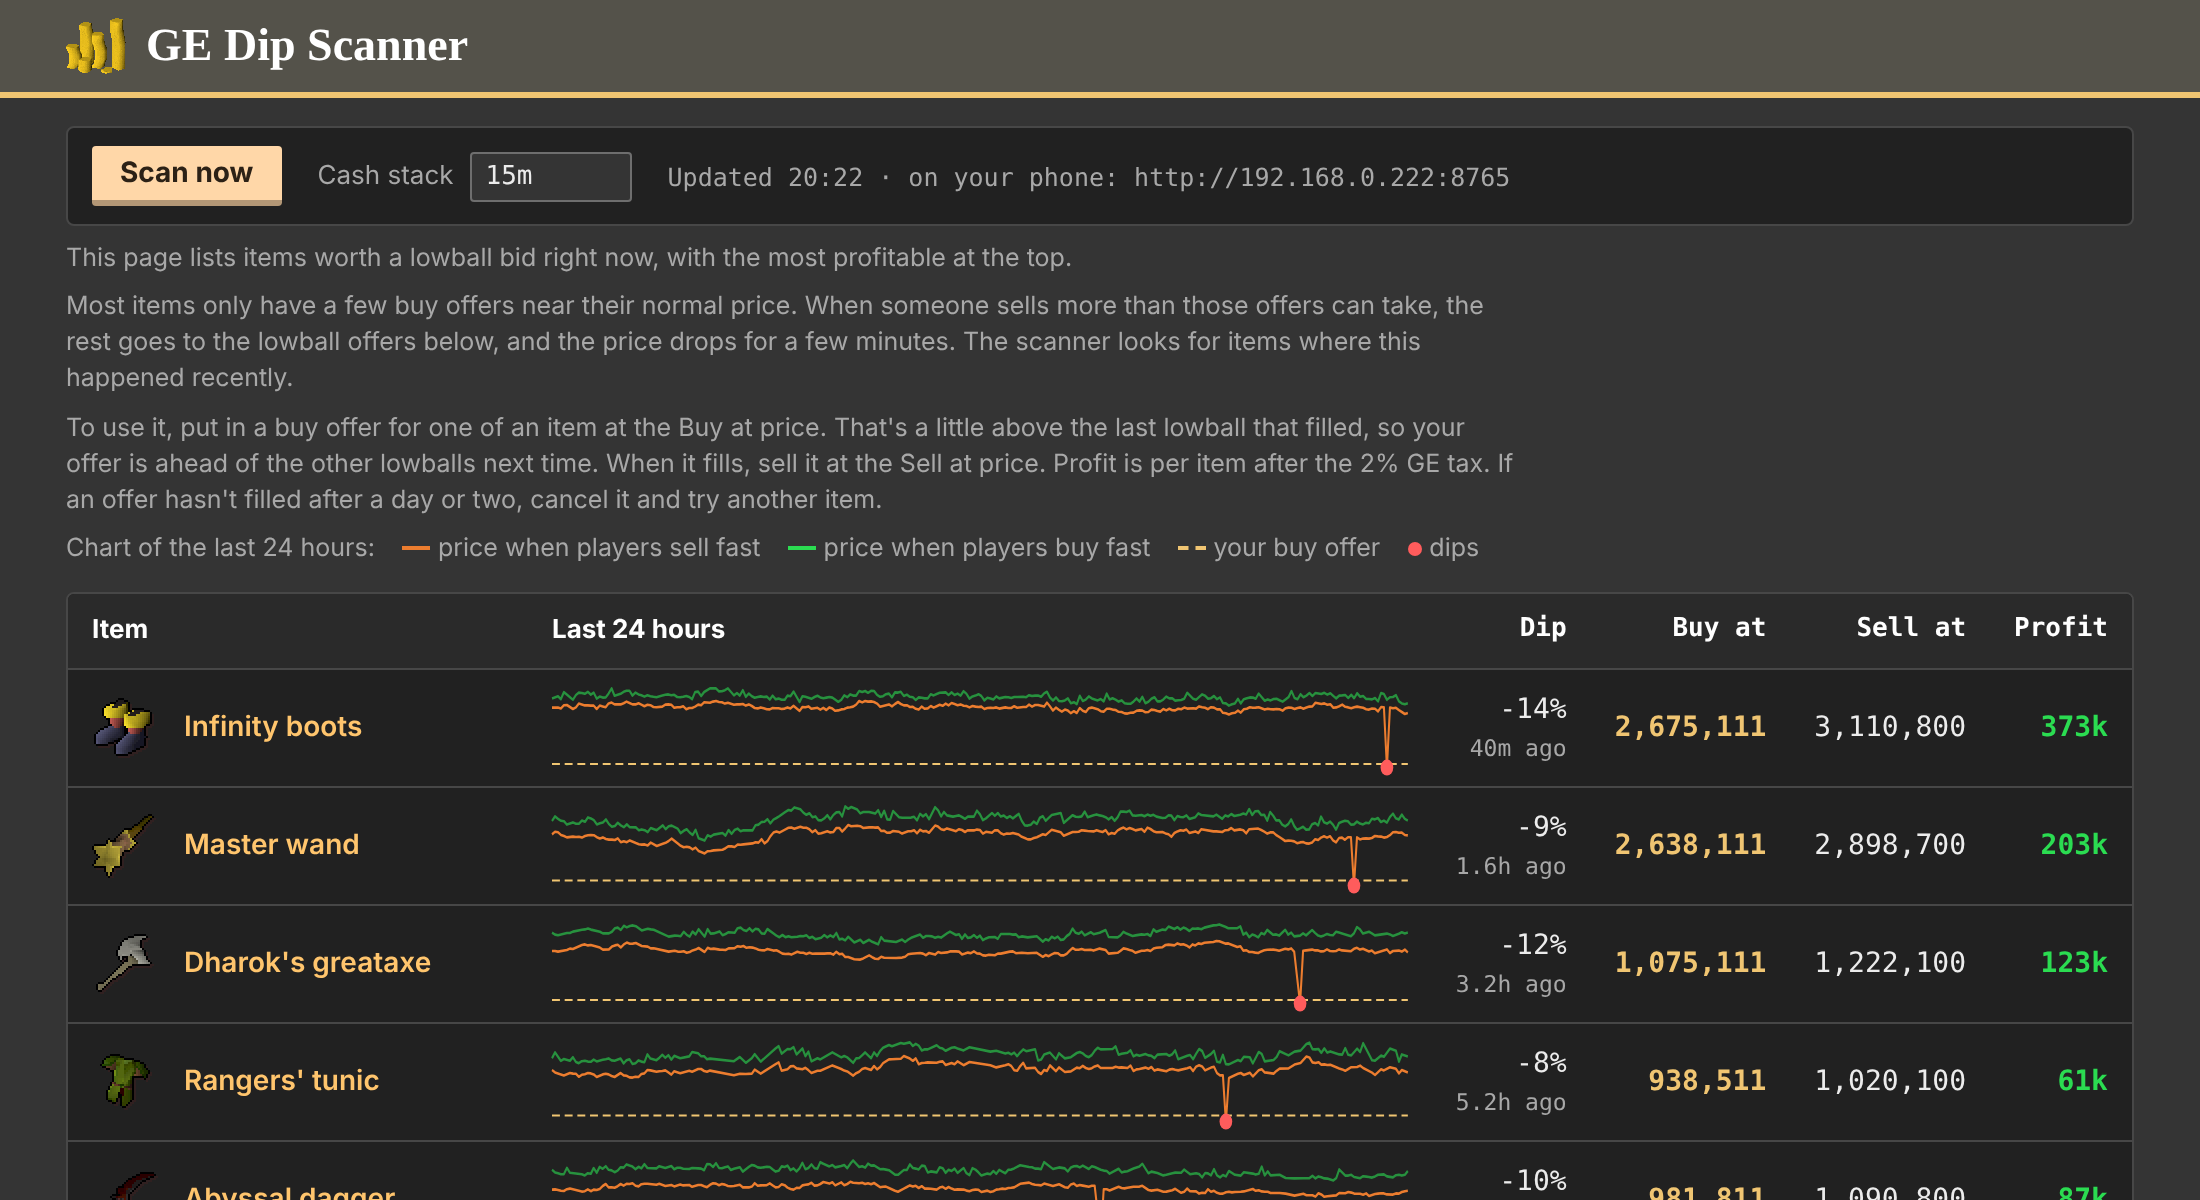 GE Dip Scanner
Scan now
Cash stack
15m
Updated 20:22 · on your phone: http://192.168.0.222:8765
This page lists items worth a lowball bid right now, with the most profitable at the top.
Most items only have a few buy offers near their normal price. When someone sells more than those offers can take, the
rest goes to the lowball offers below, and the price drops for a few minutes. The scanner looks for items where this
happened recently.
To use it, put in a buy offer for one of an item at the Buy at price. That's a little above the last lowball that filled, so your
offer is ahead of the other lowballs next time. When it fills, sell it at the Sell at price. Profit is per item after the 2% GE tax. If
an offer hasn't filled after a day or two, cancel it and try another item.
Chart of the last 24 hours: price when players sell fast price when players buy fast your buy offer dips
Item Last 24 hours Dip Buy at Sell at Profit
Infinity boots -14% 2,675,111 3,110,800 373k
40m ago
Master wand -9% 2,638,111 2,898,700 203k
1.6h ago
Dharok's greataxe -12% 1,075,111 1,222,100 123k
3.2h ago
Rangers' tunic -8% 938,511 1,020,100 61k
5.2h ago
Abyssal dagger -10% 981,811 1,090,800 87k